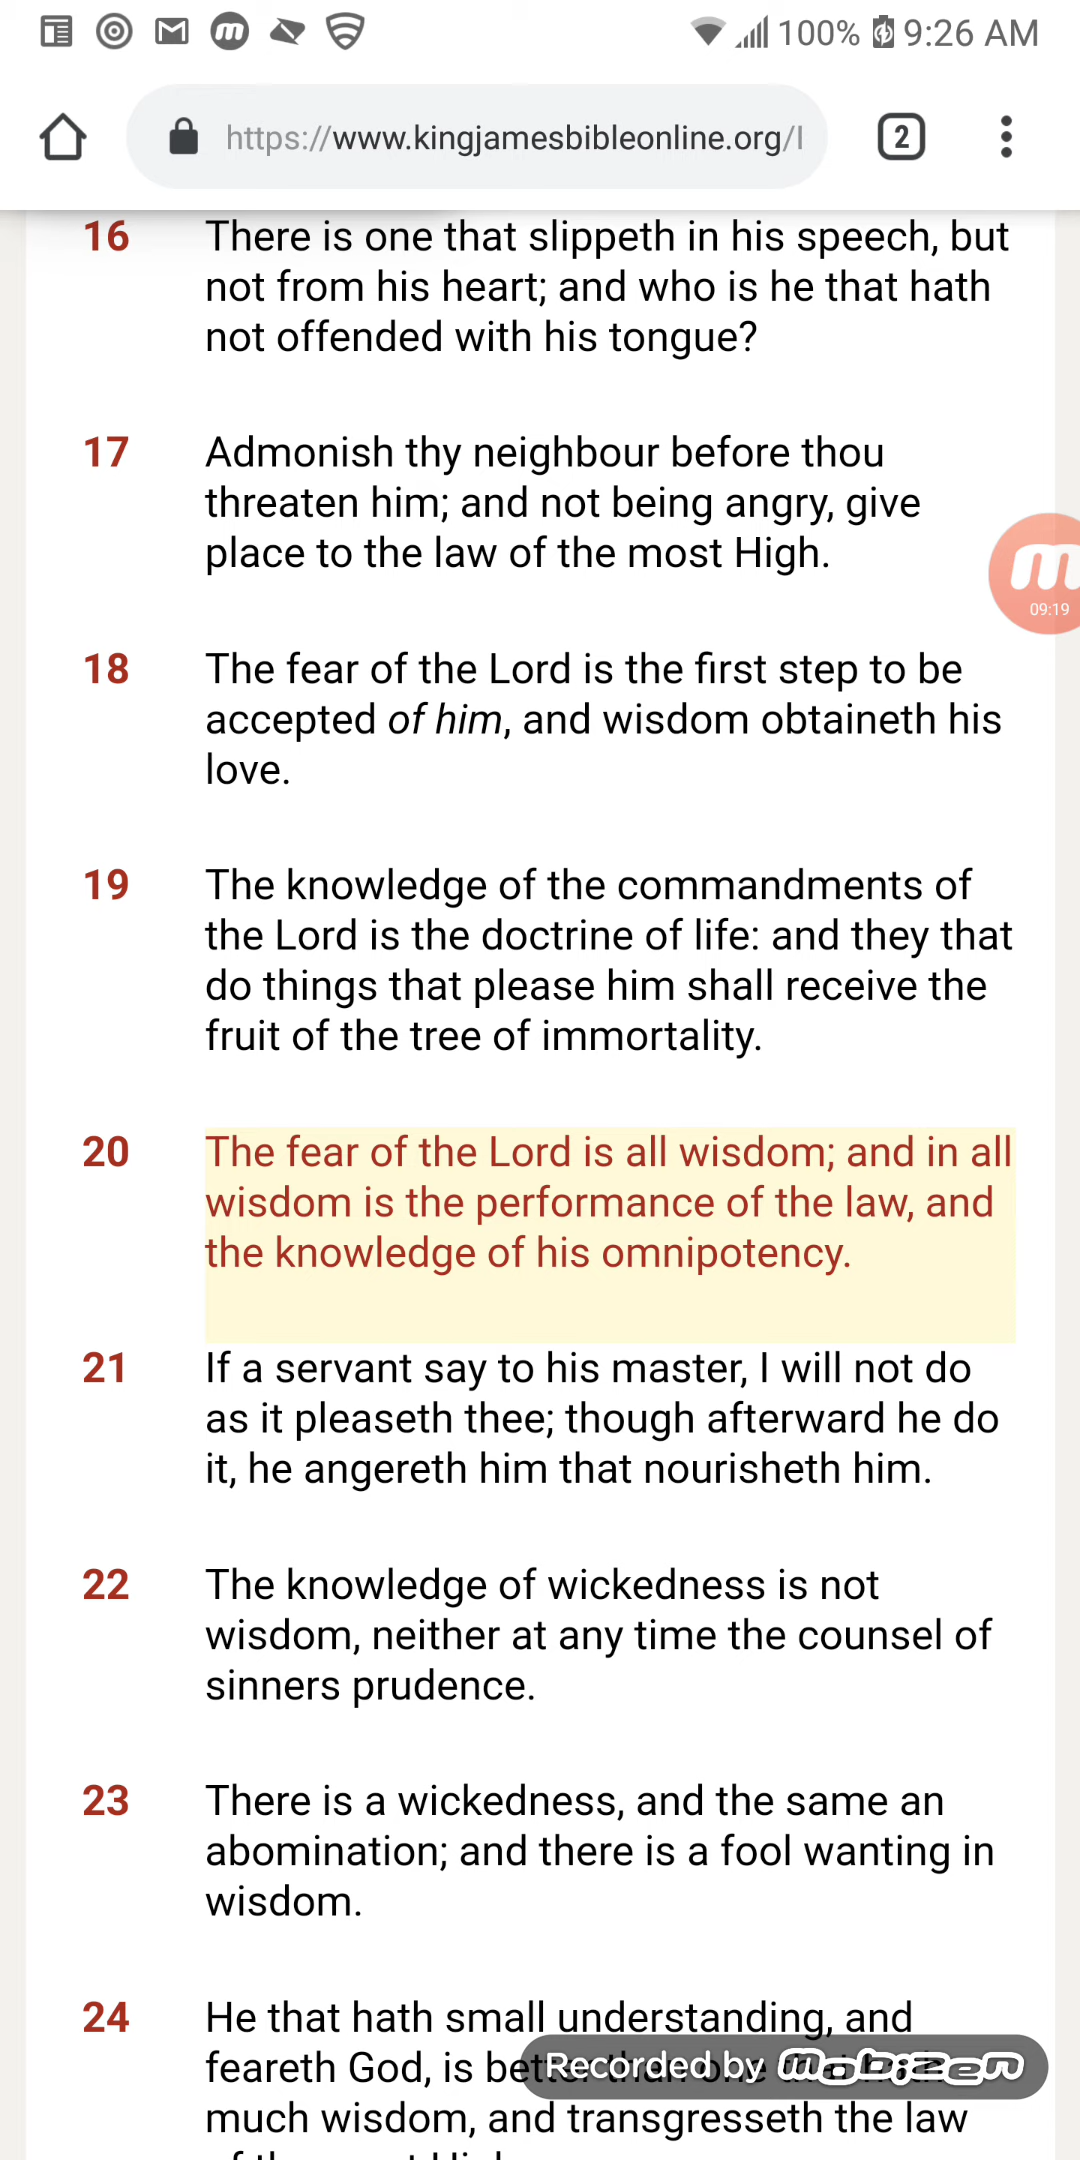 100% 9:26 AM
https://www.kingjamesbibleonline.org/l 2
16 There is one that slippeth in his speech, but
not from his heart; and who is he that hath
not offended with his tongue?
17 Admonish thy neighbour before thou
threaten him; and not being angry, give
place to the law of the most High.
09:19
18 The fear of the Lord is the first step to be
accepted of him, and wisdom obtaineth his
love.
19 The knowledge of the commandments of
the Lord is the doctrine of life: and they that
do things that please him shall receive the
fruit of the tree of immortality.
20 The fear of the Lord is all wisdom; and in all
wisdom is the performance of the law, and
the knowledge of his omnipotency.
21 If a servant say to his master, I will not do
as it pleaseth thee; though afterward he do
it, he angereth him that nourisheth him.
22 The knowledge of wickedness is not
wisdom, neither at any time the counsel of
sinners prudence.
23 There is a wickedness, and the same an
abomination; and there is a fool wanting in
wisdom.
24 He that hath small understanding, and
feareth God, is better than one that hath
Recorded by Mobizen
much wisdom, and transgresseth the law